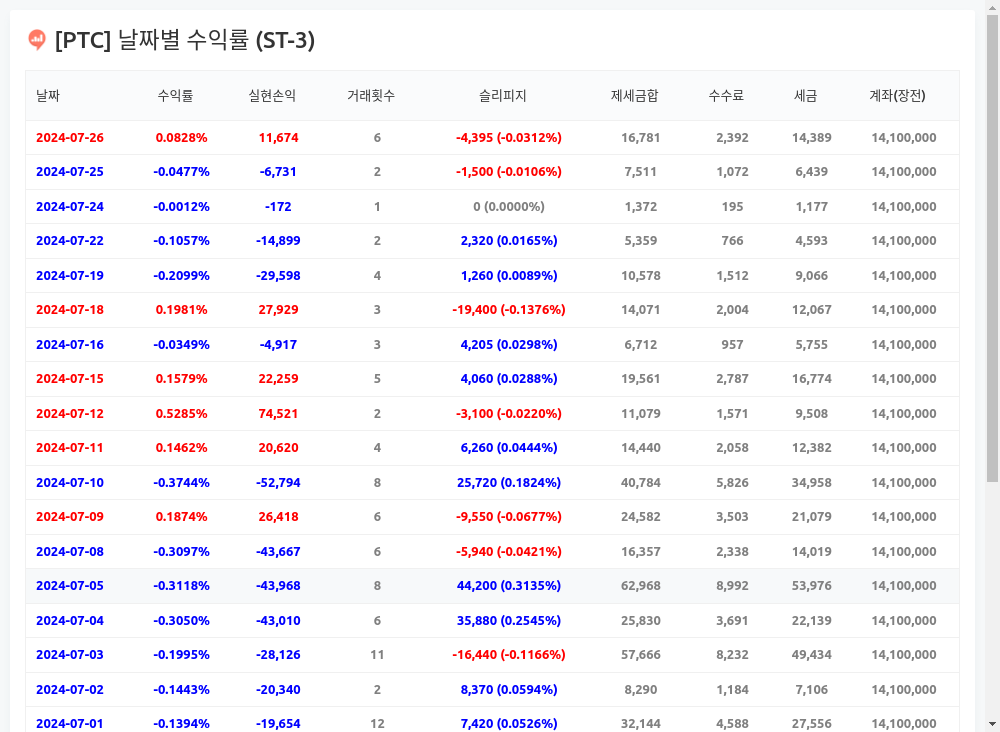 [PTC] 날짜별 수익률 (ST-3)
날짜 수익률 실현손익 거래횟수 슬리피지 제세금합 수수료 세금 계좌(장전)
2024-07-26 0.0828% 11,674 6 -4,395 (-0.0312%) 16,781 2,392 14,389 14,100,000
2024-07-25 -0.0477% -6,731 2 -1,500 (-0.0106%) 7,511 1,072 6,439 14,100,000
2024-07-24 -0.0012% -172 1 0 (0.0000%) 1,372 195 1,177 14,100,000
2024-07-22 -0.1057% -14,899 2 2,320 (0.0165%) 5,359 766 4,593 14,100,000
2024-07-19 -0.2099% -29,598 4 1,260 (0.0089%) 10,578 1,512 9,066 14,100,000
2024-07-18 0.1981% 27,929 3 -19,400 (-0.1376%) 14,071 2,004 12,067 14,100,000
2024-07-16 -0.0349% -4,917 3 4,205 (0.0298%) 6,712 957 5,755 14,100,000
2024-07-15 0.1579% 22,259 5 4,060 (0.0288%) 19,561 2,787 16,774 14,100,000
2024-07-12 0.5285% 74,521 2 -3,100 (-0.0220%) 11,079 1,571 9,508 14,100,000
2024-07-11 0.1462% 20,620 4 6,260 (0.0444%) 14,440 2,058 12,382 14,100,000
2024-07-10 -0.3744% -52,794 8 25,720 (0.1824%) 40,784 5,826 34,958 14,100,000
2024-07-09 0.1874% 26,418 6 -9,550 (-0.0677%) 24,582 3,503 21,079 14,100,000
2024-07-08 -0.3097% -43,667 6 -5,940 (-0.0421%) 16,357 2,338 14,019 14,100,000
2024-07-05 -0.3118% -43,968 8 44,200 (0.3135%) 62,968 8,992 53,976 14,100,000
2024-07-04 -0.3050% -43,010 6 35,880 (0.2545%) 25,830 3,691 22,139 14,100,000
2024-07-03 -0.1995% -28,126 11 -16,440 (-0.1166%) 57,666 8,232 49,434 14,100,000
2024-07-02 -0.1443% -20,340 2 8,370 (0.0594%) 8,290 1,184 7,106 14,100,000
2024-07-01 -0.1394% -19,654 12 7,420 (0.0526%) 32,144 4,588 27,556 14,100,000